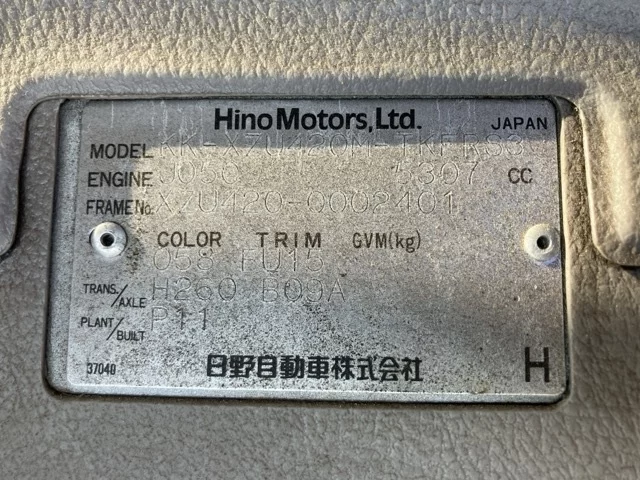 Hino Motors, Ltd. JAPAN
MODEL KK-XZU420M-TKFRS3
ENGINE J05D 5307 CC
FRAME No. XZU420-0002401
COLOR TRIM GVM(kg)
058 FU15
TRANS./AXLE H260 B09A
PLANT/BUILT P11
37040 日野自動車株式会社 H